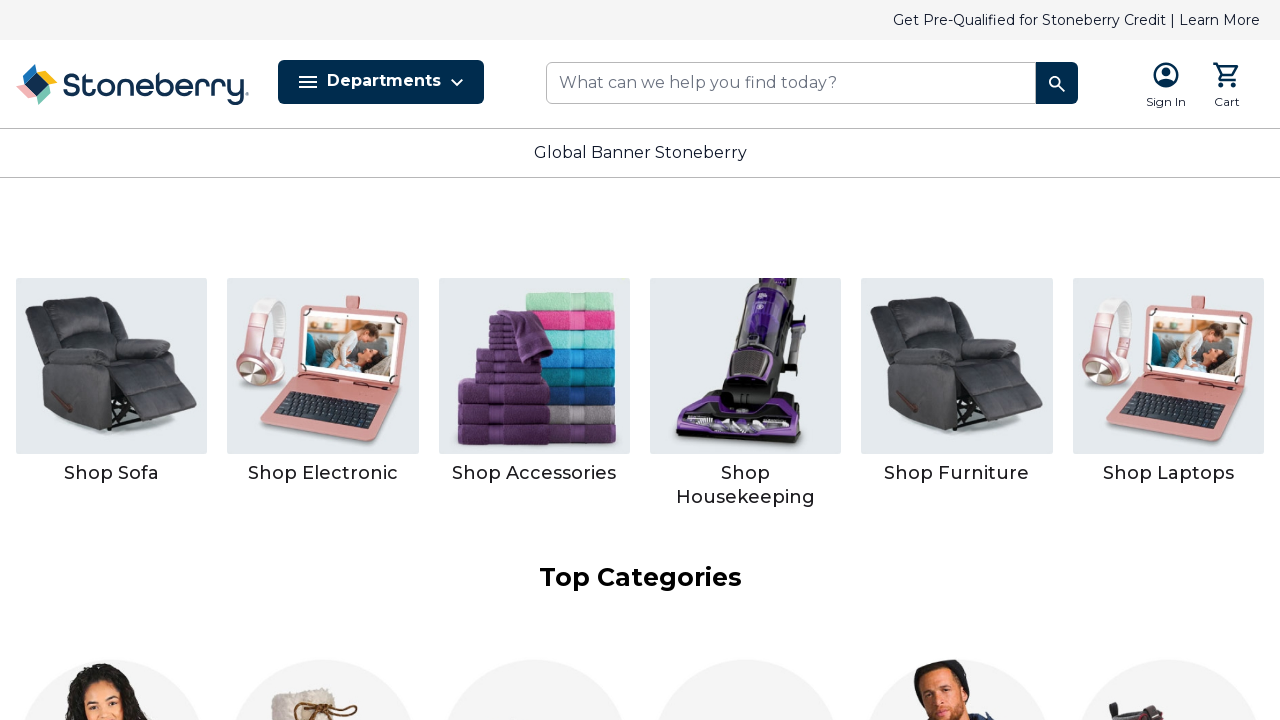 Get Pre-Qualified for Stoneberry Credit | Learn More
Stoneberry
Departments
What can we help you find today?
Sign In
Cart
Global Banner Stoneberry
Shop Sofa
Shop Electronic
Shop Accessories
Shop
Housekeeping
Shop Furniture
Shop Laptops
Top Categories